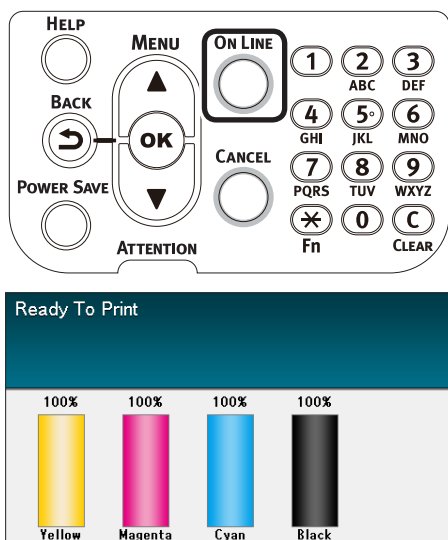 HELP
MENU
ON LINE
1 2 3
ABC DEF
BACK
OK
4 5 6
GHI JKL MNO
CANCEL
7 8 9
PQRS TUV WXYZ
POWER SAVE
0 C
Fn CLEAR
ATTENTION
Ready To Print
100% 100% 100% 100%
Yellow Magenta Cyan Black